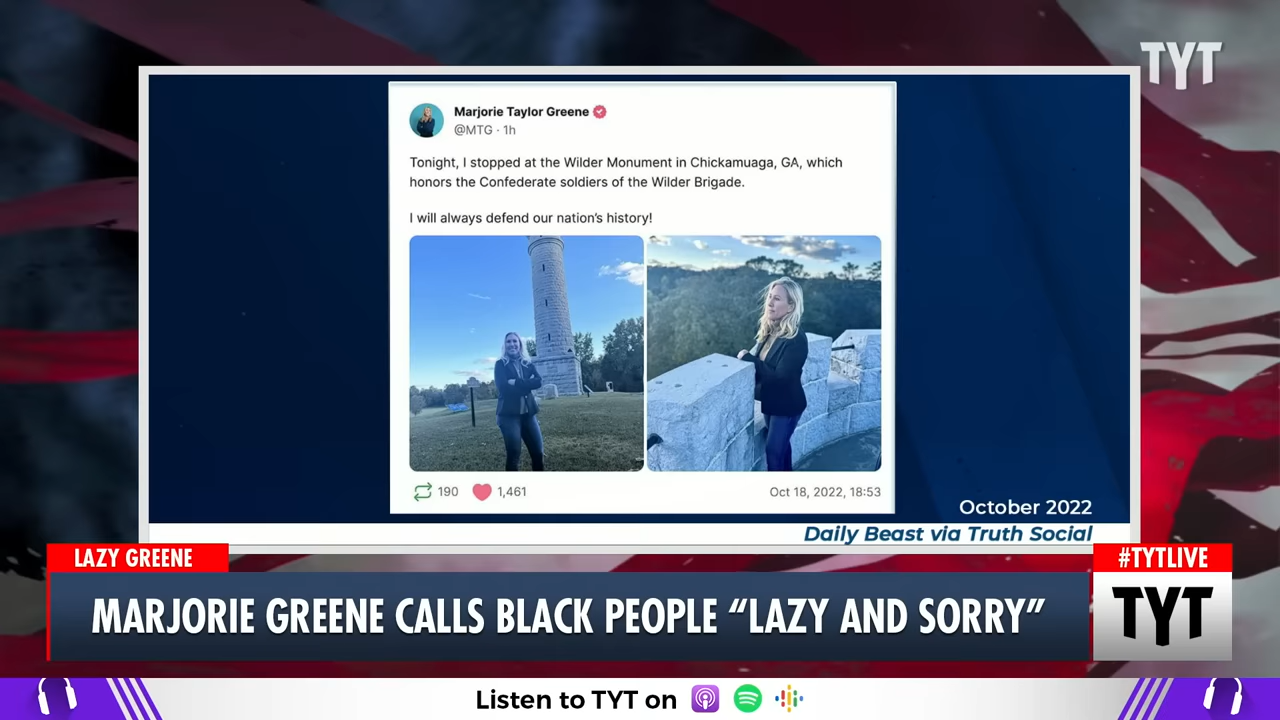 TYT
Marjorie Taylor Greene
@MTG · 1h
Tonight, I stopped at the Wilder Monument in Chickamuaga, GA, which
honors the Confederate soldiers of the Wilder Brigade.
I will always defend our nation's history!
190 1,461 Oct 18, 2022, 18:53
October 2022
Daily Beast via Truth Social
LAZY GREENE
#TYTLIVE
MARJORIE GREENE CALLS BLACK PEOPLE “LAZY AND SORRY”
TYT
Listen to TYT on